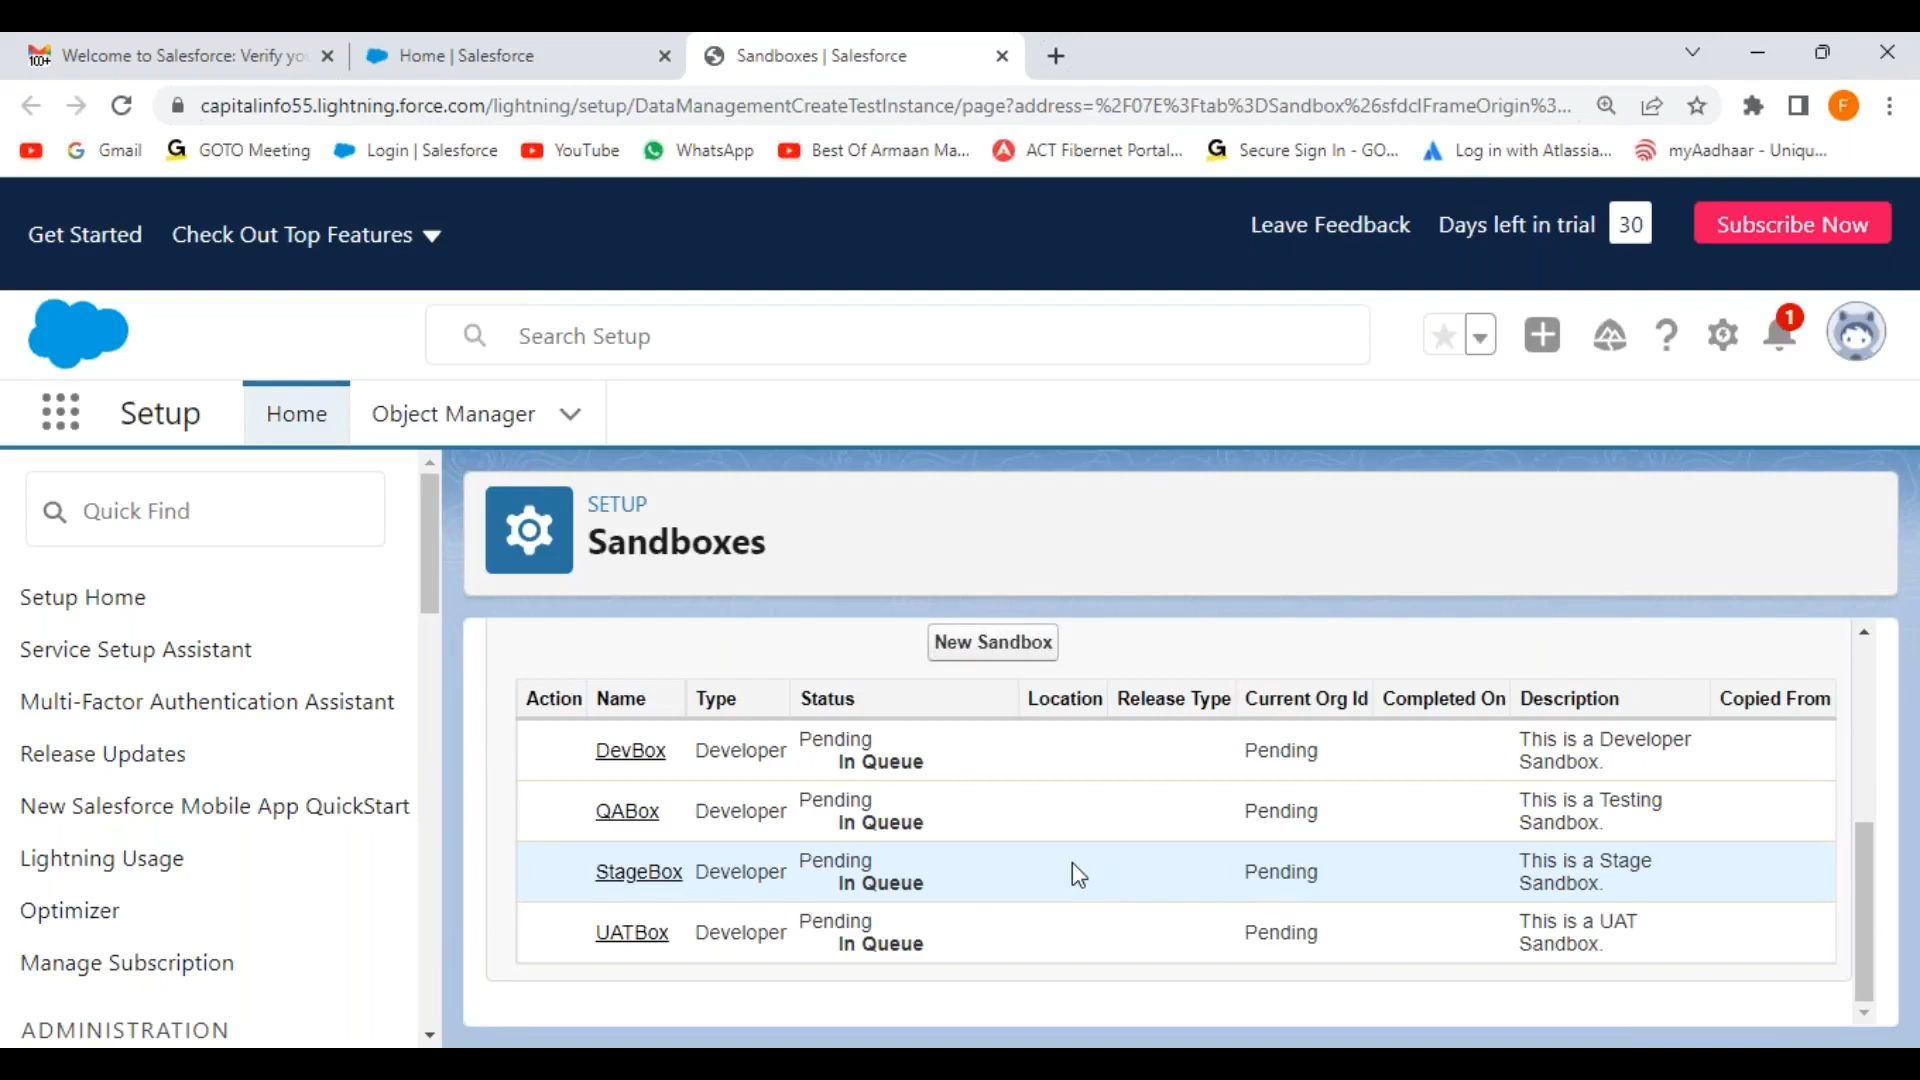 100+ Welcome to Salesforce: Verify yo
Home | Salesforce
Sandboxes | Salesforce
capitalinfo55.lightning.force.com/lightning/setup/DataManagementCreateTestInstance/page?address=%2F07E%3Ftab%3DSandbox%26sfdcIFrameOrigin%3...
F
Gmail
GOTO Meeting
Login | Salesforce
YouTube
WhatsApp
Best Of Armaan Ma...
ACT Fibernet Portal...
Secure Sign In - GO...
Log in with Atlassia...
myAadhaar - Uniqu...
Get Started
Check Out Top Features
Leave Feedback
Days left in trial 30
Subscribe Now
Search Setup
1
Setup
Home
Object Manager
Quick Find
Setup Home
Service Setup Assistant
Multi-Factor Authentication Assistant
Release Updates
New Salesforce Mobile App QuickStart
Lightning Usage
Optimizer
Manage Subscription
ADMINISTRATION
SETUP
Sandboxes
New Sandbox
Action Name Type Status Location Release Type Current Org Id Completed On Description Copied From
DevBox Developer Pending In Queue Pending This is a Developer Sandbox.
QABox Developer Pending In Queue Pending This is a Testing Sandbox.
StageBox Developer Pending In Queue Pending This is a Stage Sandbox.
UATBox Developer Pending In Queue Pending This is a UAT Sandbox.